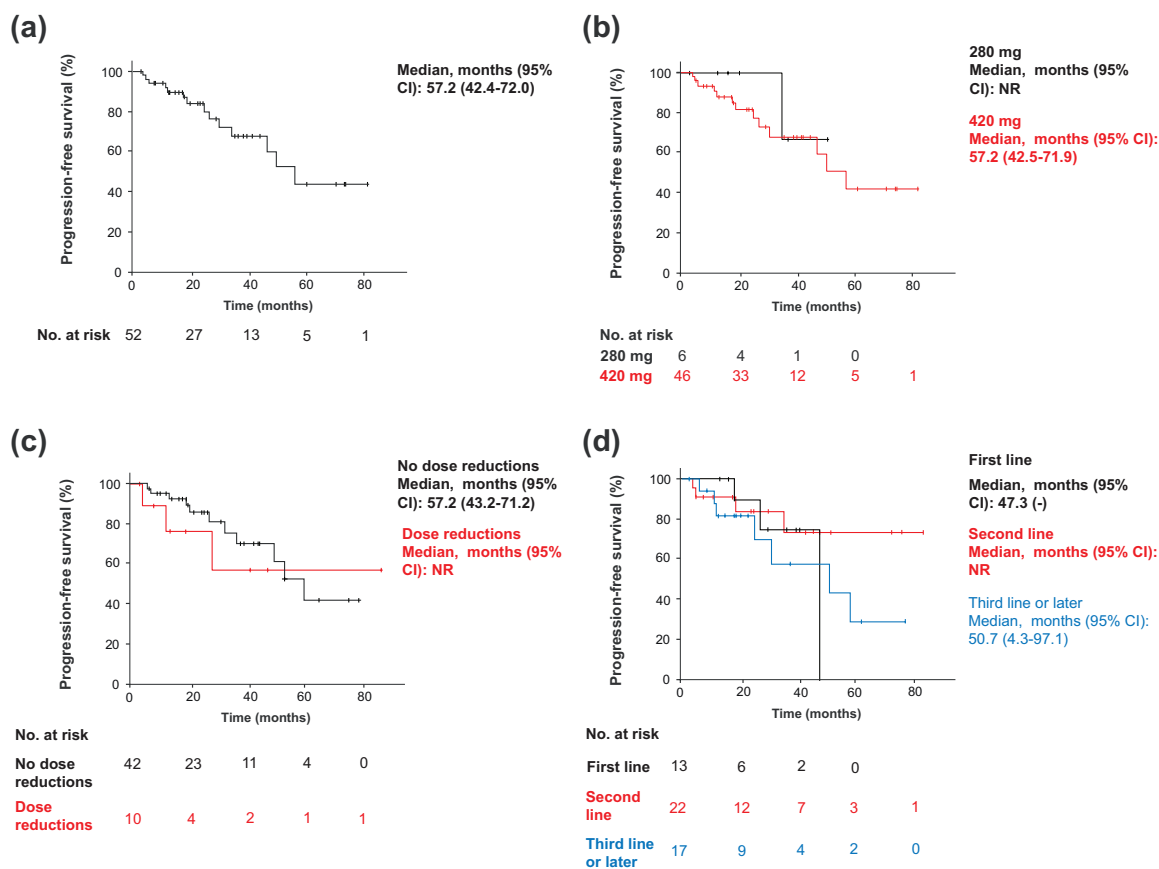 (a)
Progression-free survival (%)
100
80
60
40
20
0
0 20 40 60 80
Time (months)
Median, months (95%
CI): 57.2 (42.4-72.0)
No. at risk 52 27 13 5 1
(b)
Progression-free survival (%)
100
80
60
40
20
0
0 20 40 60 80
Time (months)
280 mg
Median, months (95%
CI): NR
420 mg
Median, months (95% CI):
57.2 (42.5-71.9)
No. at risk
280 mg 6 4 1 0
420 mg 46 33 12 5 1
(c)
Progression-free survival (%)
100
80
60
40
20
0
0 20 40 60 80
Time (months)
No dose reductions
Median, months (95%
CI): 57.2 (43.2-71.2)
Dose reductions
Median, months (95%
CI): NR
No. at risk
No dose
reductions 42 23 11 4 0
Dose
reductions 10 4 2 1 1
(d)
Progression-free survival (%)
100
80
60
40
20
0
0 20 40 60 80
Time (months)
First line
Median, months (95%
CI): 47.3 (-)
Second line
Median, months (95% CI):
NR
Third line or later
Median, months (95% CI):
50.7 (4.3-97.1)
No. at risk
First line 13 6 2 0
Second
line 22 12 7 3 1
Third line
or later 17 9 4 2 0